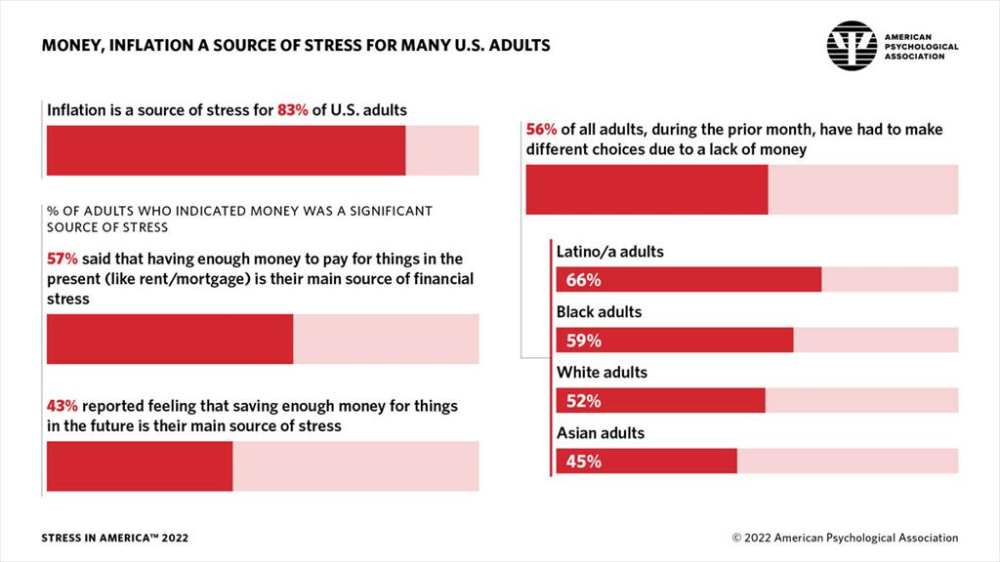 MONEY, INFLATION A SOURCE OF STRESS FOR MANY U.S. ADULTS
AMERICAN
PSYCHOLOGICAL
ASSOCIATION
Inflation is a source of stress for 83% of U.S. adults
% OF ADULTS WHO INDICATED MONEY WAS A SIGNIFICANT
SOURCE OF STRESS
57% said that having enough money to pay for things in the
present (like rent/mortgage) is their main source of financial
stress
43% reported feeling that saving enough money for things
in the future is their main source of stress
56% of all adults, during the prior month, have had to make
different choices due to a lack of money
Latino/a adults
66%
Black adults
59%
White adults
52%
Asian adults
45%
STRESS IN AMERICA™ 2022
© 2022 American Psychological Association